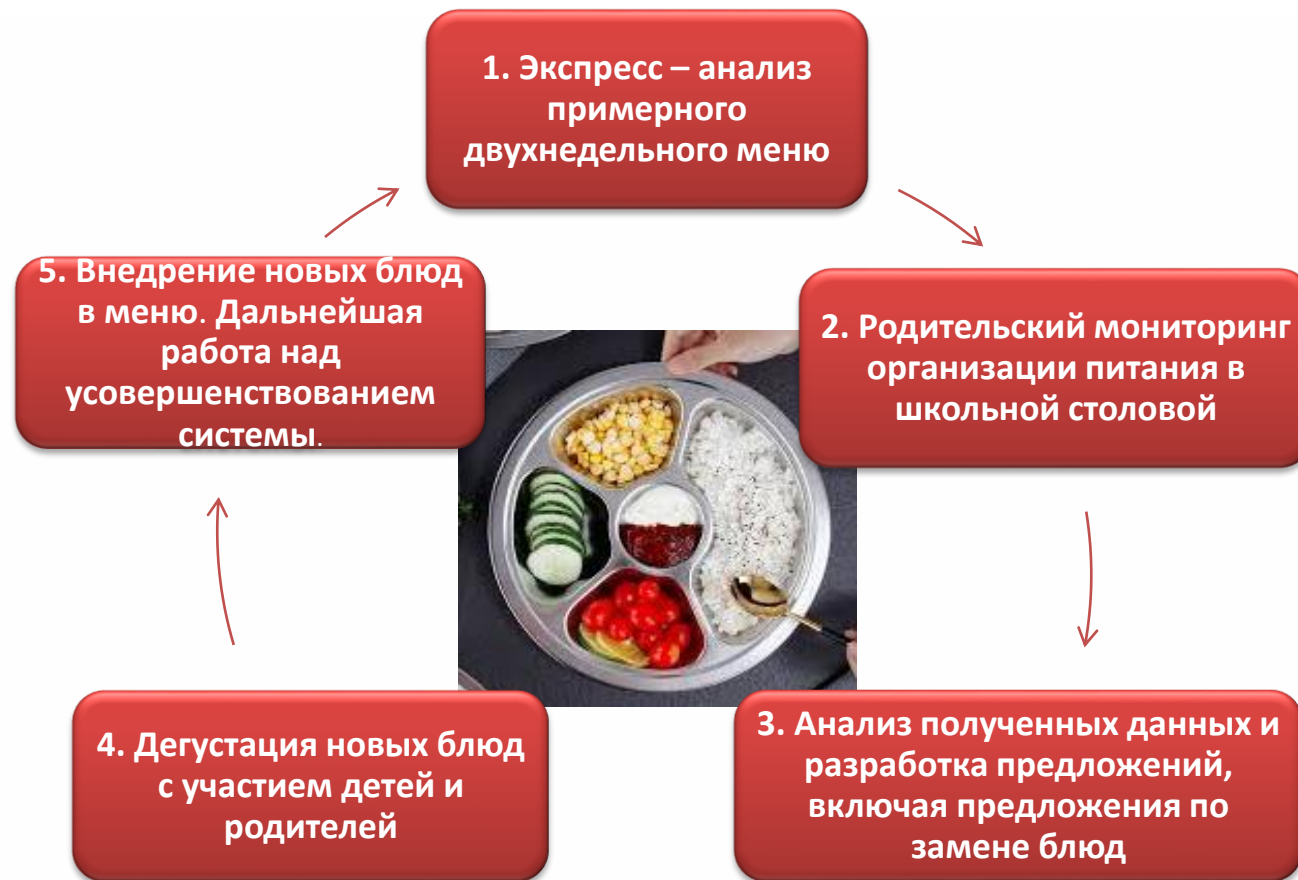 1. Экспресс – анализ
примерного
двухнедельного меню
2. Родительский мониторинг
организации питания в
школьной столовой
3. Анализ полученных данных и
разработка предложений,
включая предложения по
замене блюд
4. Дегустация новых блюд
с участием детей и
родителей
5. Внедрение новых блюд
в меню. Дальнейшая
работа над
усовершенствованием
системы.